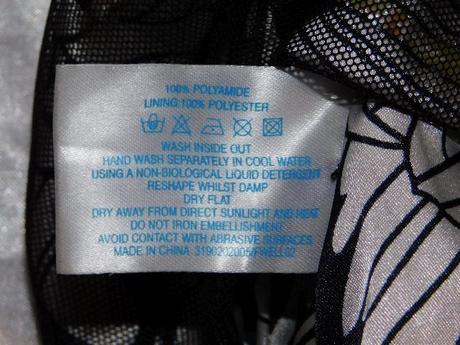 100% POLYAMIDE
LINING:100% POLYESTER
WASH INSIDE OUT
HAND WASH SEPARATELY IN COOL WATER
USING A NON-BIOLOGICAL LIQUID DETERGENT
RESHAPE WHILST DAMP
DRY FLAT
DRY AWAY FROM DIRECT SUNLIGHT AND HEAT
DO NOT IRON EMBELLISHMENT
AVOID CONTACT WITH ABRASIVE SURFACES
MADE IN CHINA